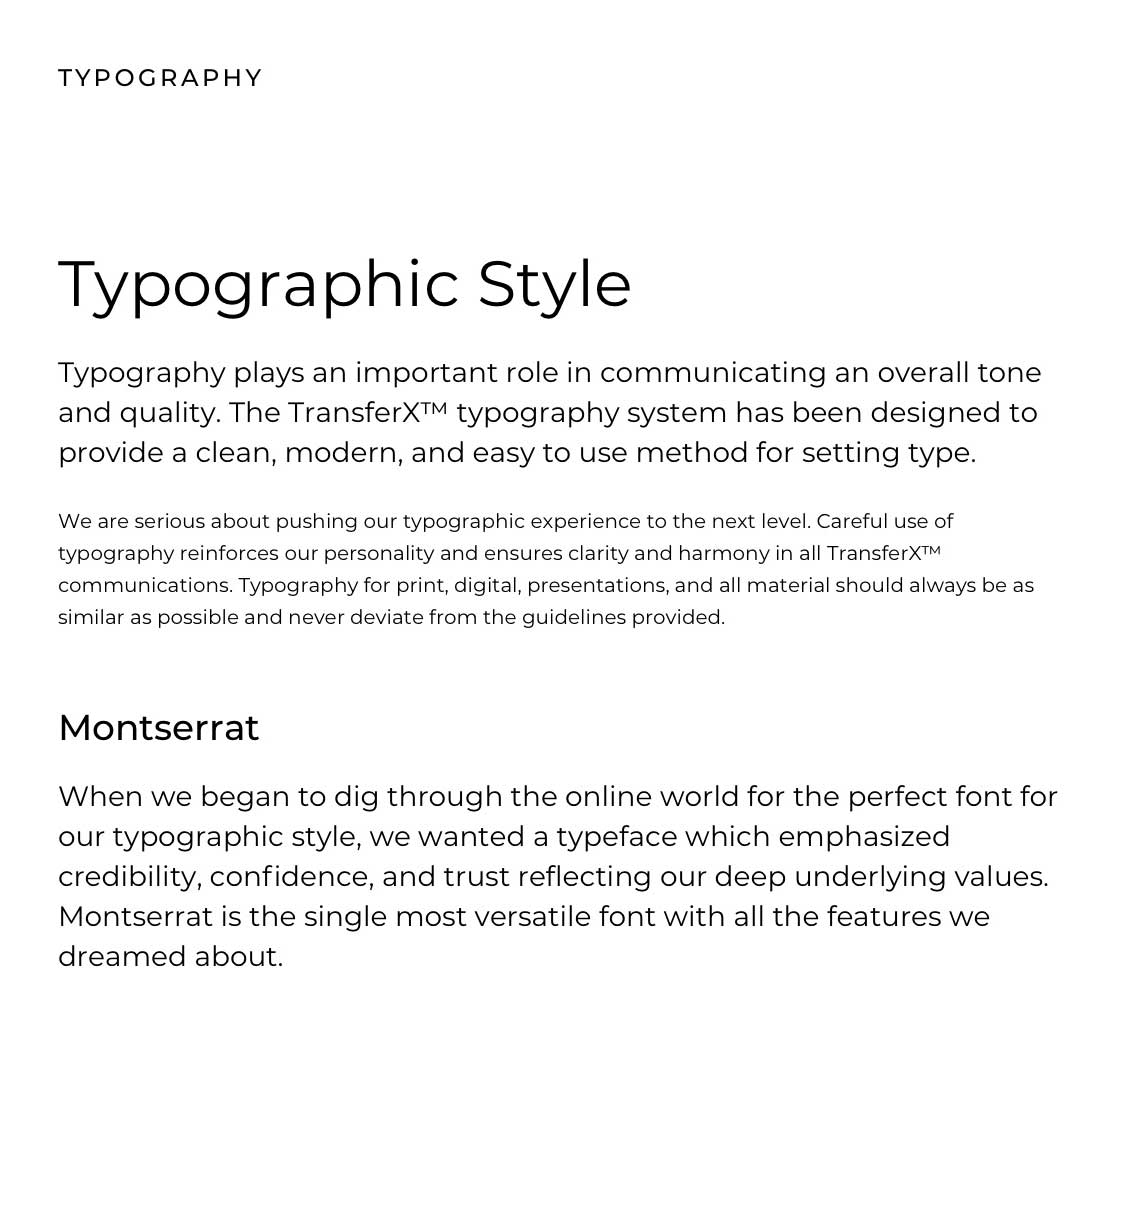 TYPOGRAPHY
Typographic Style
Typography plays an important role in communicating an overall tone
and quality. The TransferX™ typography system has been designed to
provide a clean, modern, and easy to use method for setting type.
We are serious about pushing our typographic experience to the next level. Careful use of
typography reinforces our personality and ensures clarity and harmony in all TransferX™
communications. Typography for print, digital, presentations, and all material should always be as
similar as possible and never deviate from the guidelines provided.
Montserrat
When we began to dig through the online world for the perfect font for
our typographic style, we wanted a typeface which emphasized
credibility, confidence, and trust reflecting our deep underlying values.
Montserrat is the single most versatile font with all the features we
dreamed about.